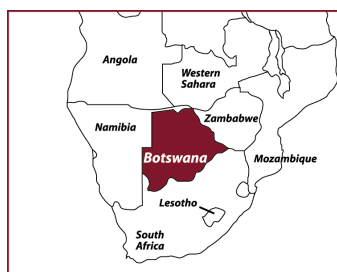 Angola
Western
Sahara
Zambabwe
Namibia
Botswana
Mozambique
Lesotho
South
Africa